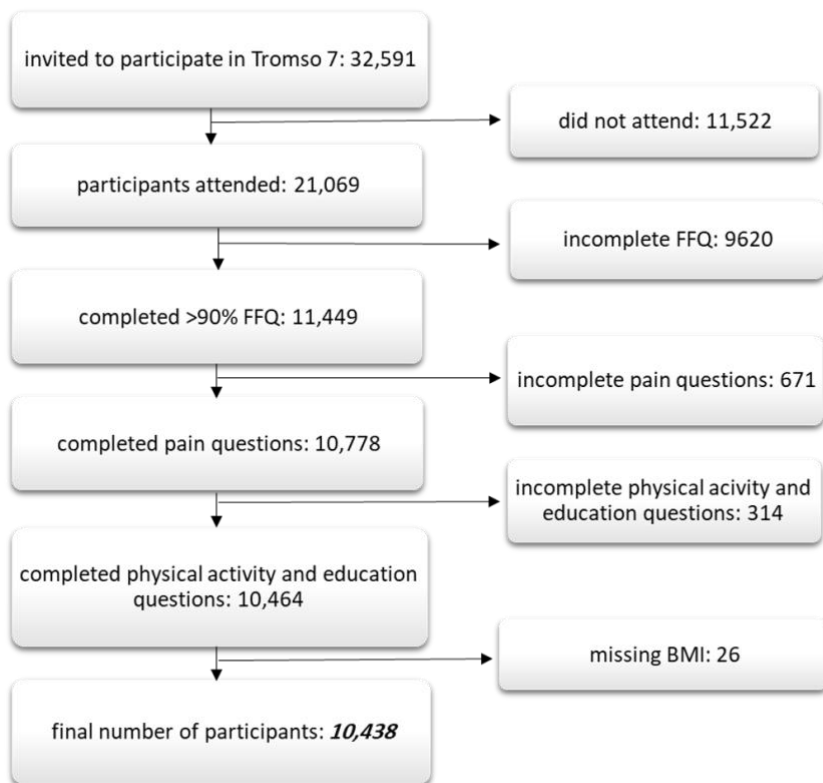 invited to participate in Tromso 7: 32,591
did not attend: 11,522
participants attended: 21,069
incomplete FFQ: 9620
completed >90% FFQ: 11,449
incomplete pain questions: 671
completed pain questions: 10,778
incomplete physical acivity and
education questions: 314
completed physical activity and education
questions: 10,464
missing BMI: 26
final number of participants: 10,438